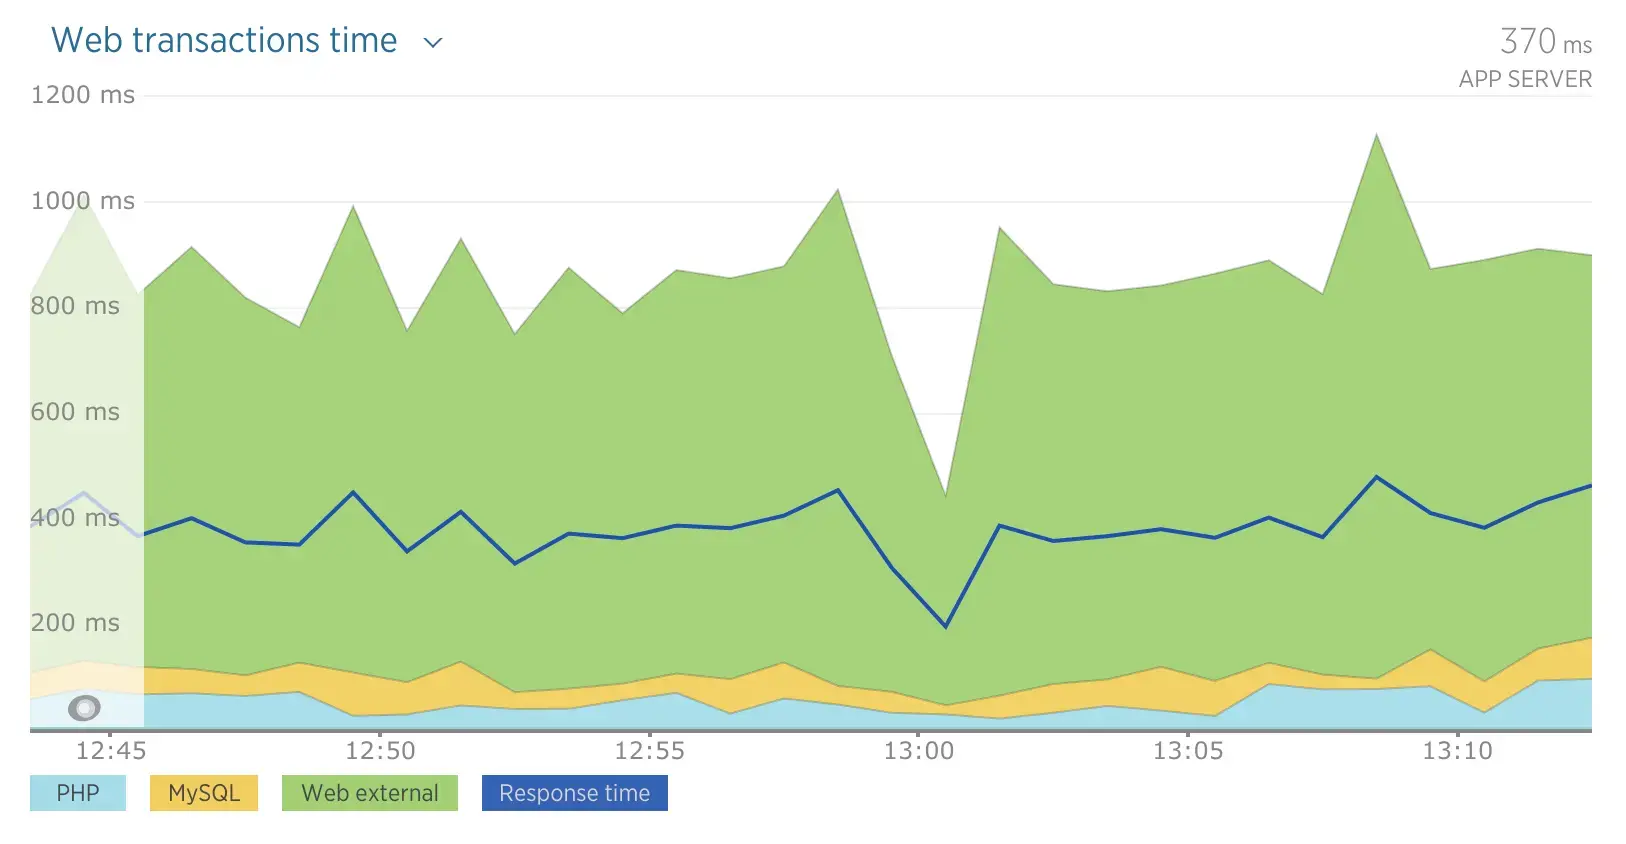 Web transactions time
370 ms
APP SERVER
1200 ms
1000 ms
800 ms
600 ms
400 ms
200 ms
12:45 12:50 12:55 13:00 13:05 13:10
PHP MySQL Web external Response time